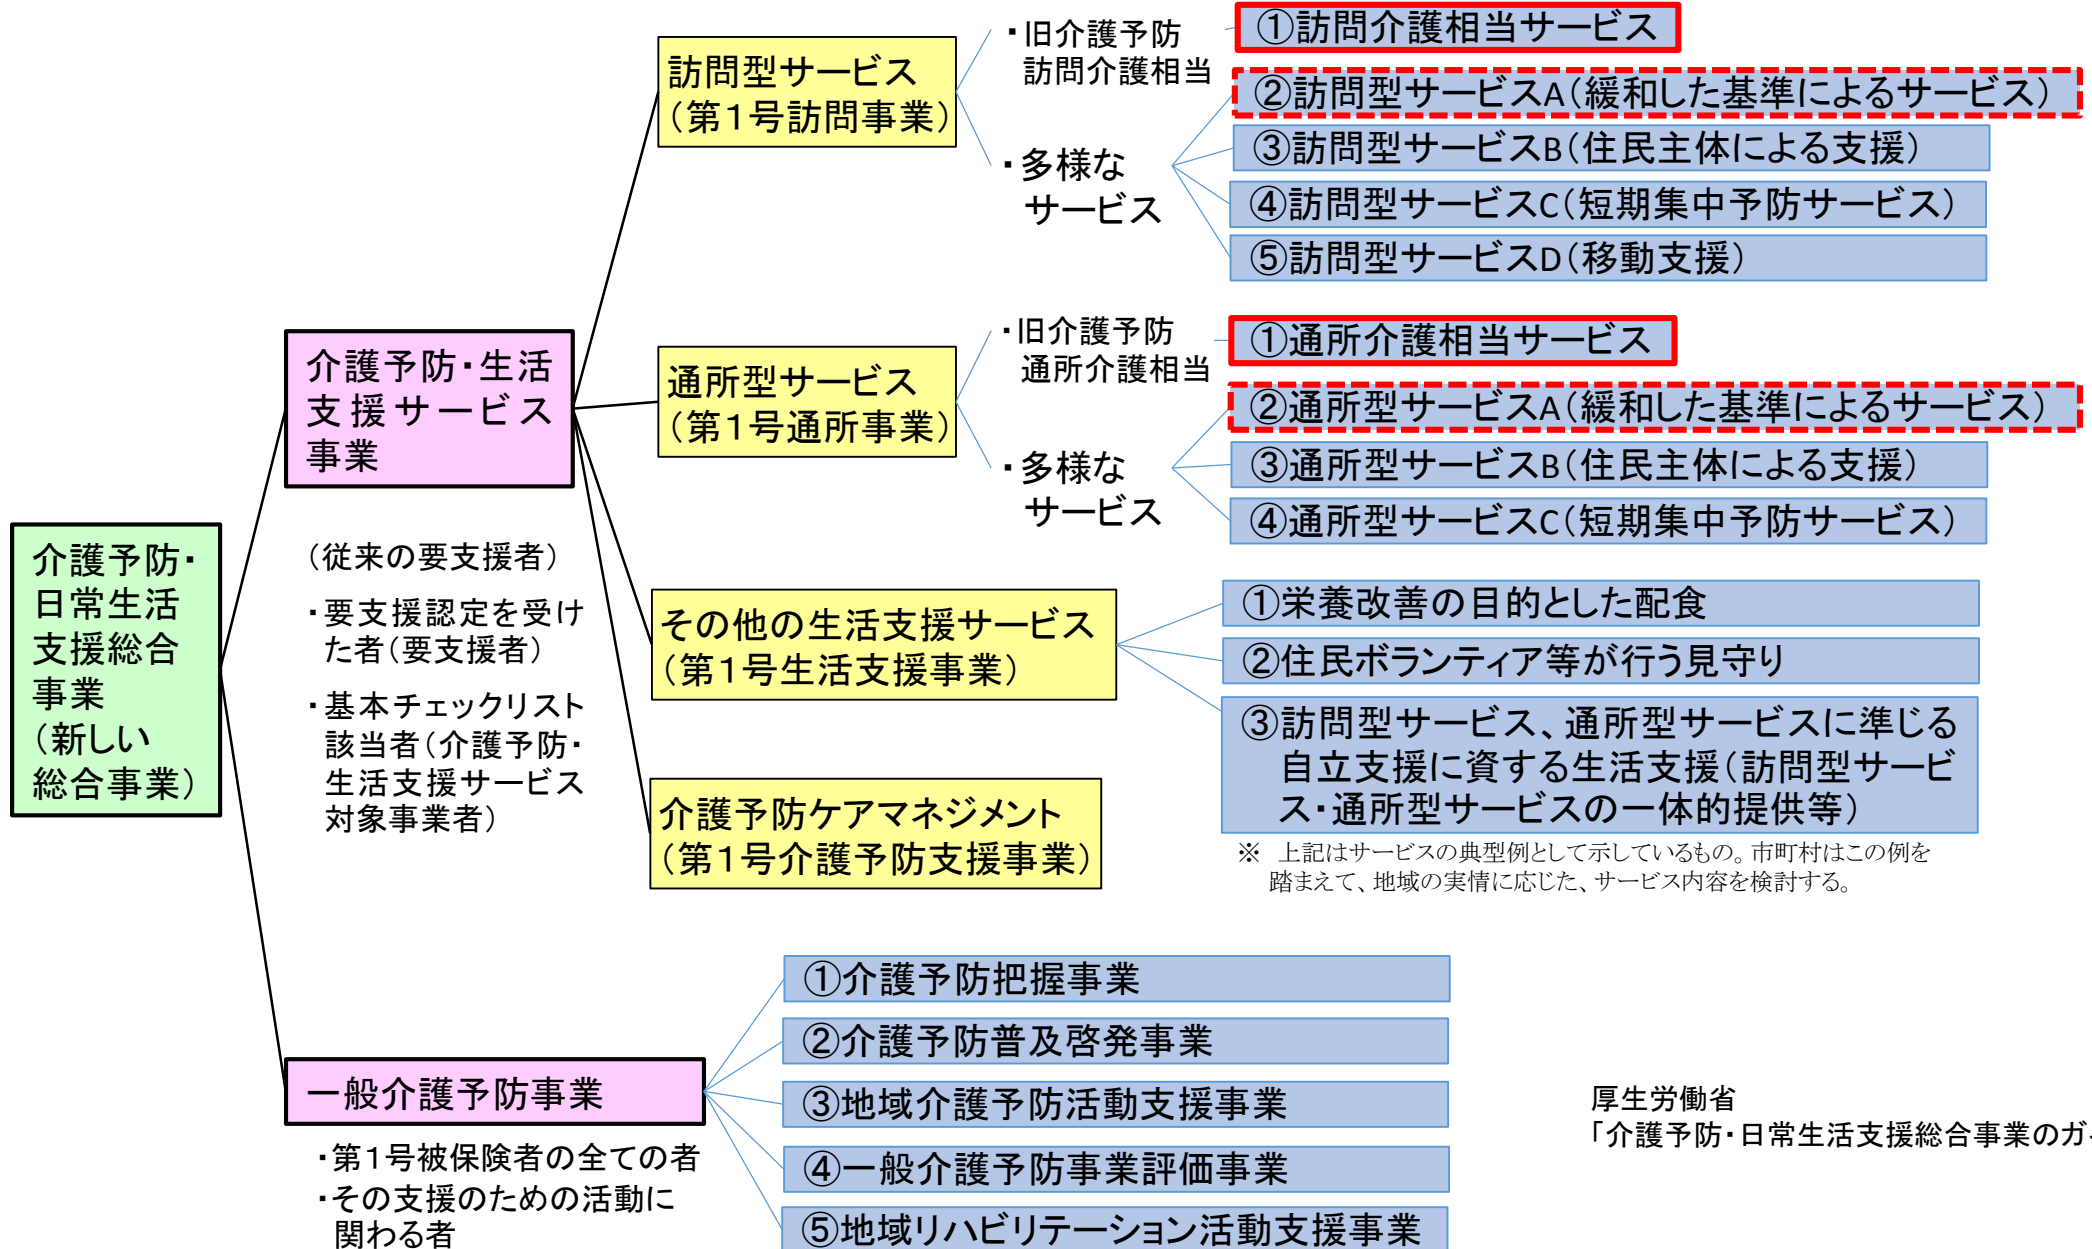 介護予防・
日常生活
支援総合
事業
（新しい
総合事業）
介護予防・生活
支援サービス
事業
（従来の要支援者）
・要支援認定を受け
た者（要支援者）
・基本チェックリスト
該当者（介護予防・
生活支援サービス
対象事業者）
訪問型サービス
（第１号訪問事業）
・旧介護予防
訪問介護相当
①訪問介護相当サービス
・多様な
サービス
②訪問型サービスA（緩和した基準によるサービス）
③訪問型サービスB（住民主体による支援）
④訪問型サービスC（短期集中予防サービス）
⑤訪問型サービスD（移動支援）
通所型サービス
（第１号通所事業）
・旧介護予防
通所介護相当
①通所介護相当サービス
・多様な
サービス
②通所型サービスA（緩和した基準によるサービス）
③通所型サービスB（住民主体による支援）
④通所型サービスC（短期集中予防サービス）
その他の生活支援サービス
（第１号生活支援事業）
①栄養改善の目的とした配食
②住民ボランティア等が行う見守り
③訪問型サービス、通所型サービスに準じる
自立支援に資する生活支援（訪問型サービ
ス・通所型サービスの一体的提供等）
介護予防ケアマネジメント
（第１号介護予防支援事業）
※　上記はサービスの典型例として示しているもの。市町村はこの例を
踏まえて、地域の実情に応じた、サービス内容を検討する。
一般介護予防事業
・第１号被保険者の全ての者
・その支援のための活動に
関わる者
①介護予防把握事業
②介護予防普及啓発事業
③地域介護予防活動支援事業
④一般介護予防事業評価事業
⑤地域リハビリテーション活動支援事業
厚生労働省
「介護予防・日常生活支援総合事業のガ